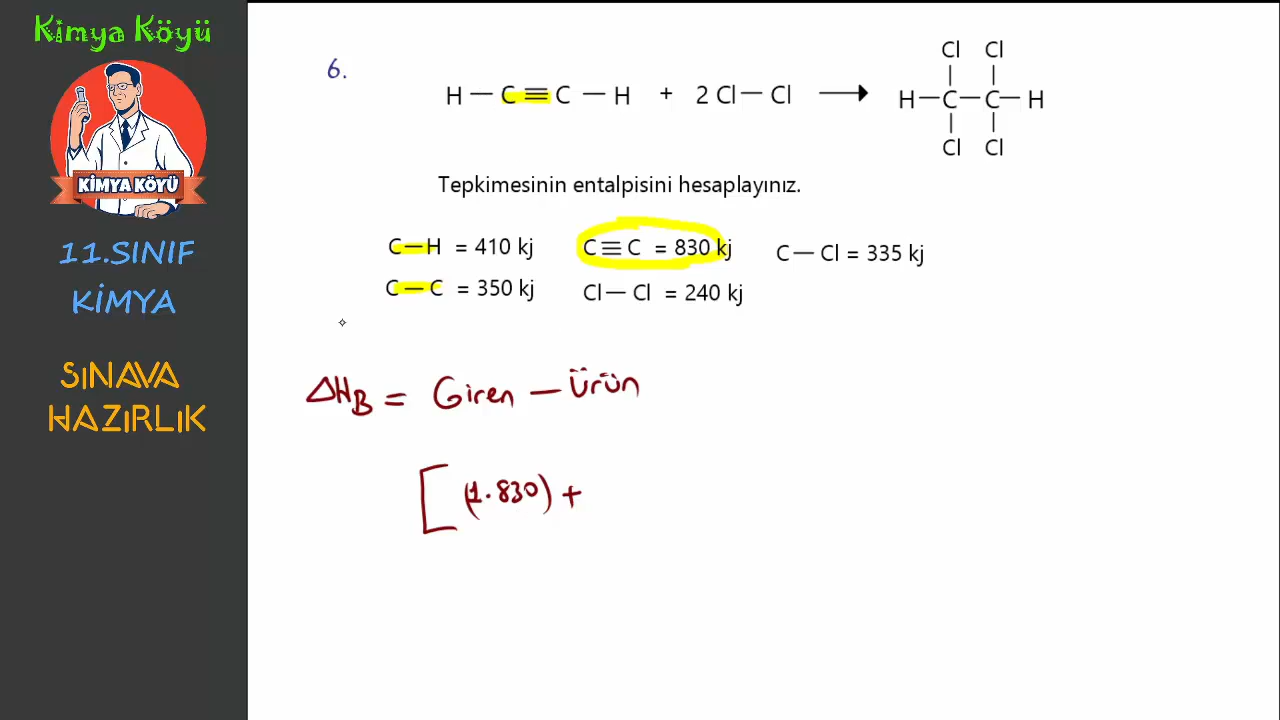 Kimya Köyü
KİMYA KÖYÜ
11.SINIF
KİMYA
SINAVA
HAZIRLIK
6.
Cl Cl
H — C ≡ C — H + 2 Cl — Cl → H — C — C — H
Cl Cl
Tepkimesinin entalpisini hesaplayınız.
C — H = 410 kj C ≡ C = 830 kj C — Cl = 335 kj
C — C = 350 kj Cl — Cl = 240 kj
ΔHB = Giren — Ürün
[ (1.830) +